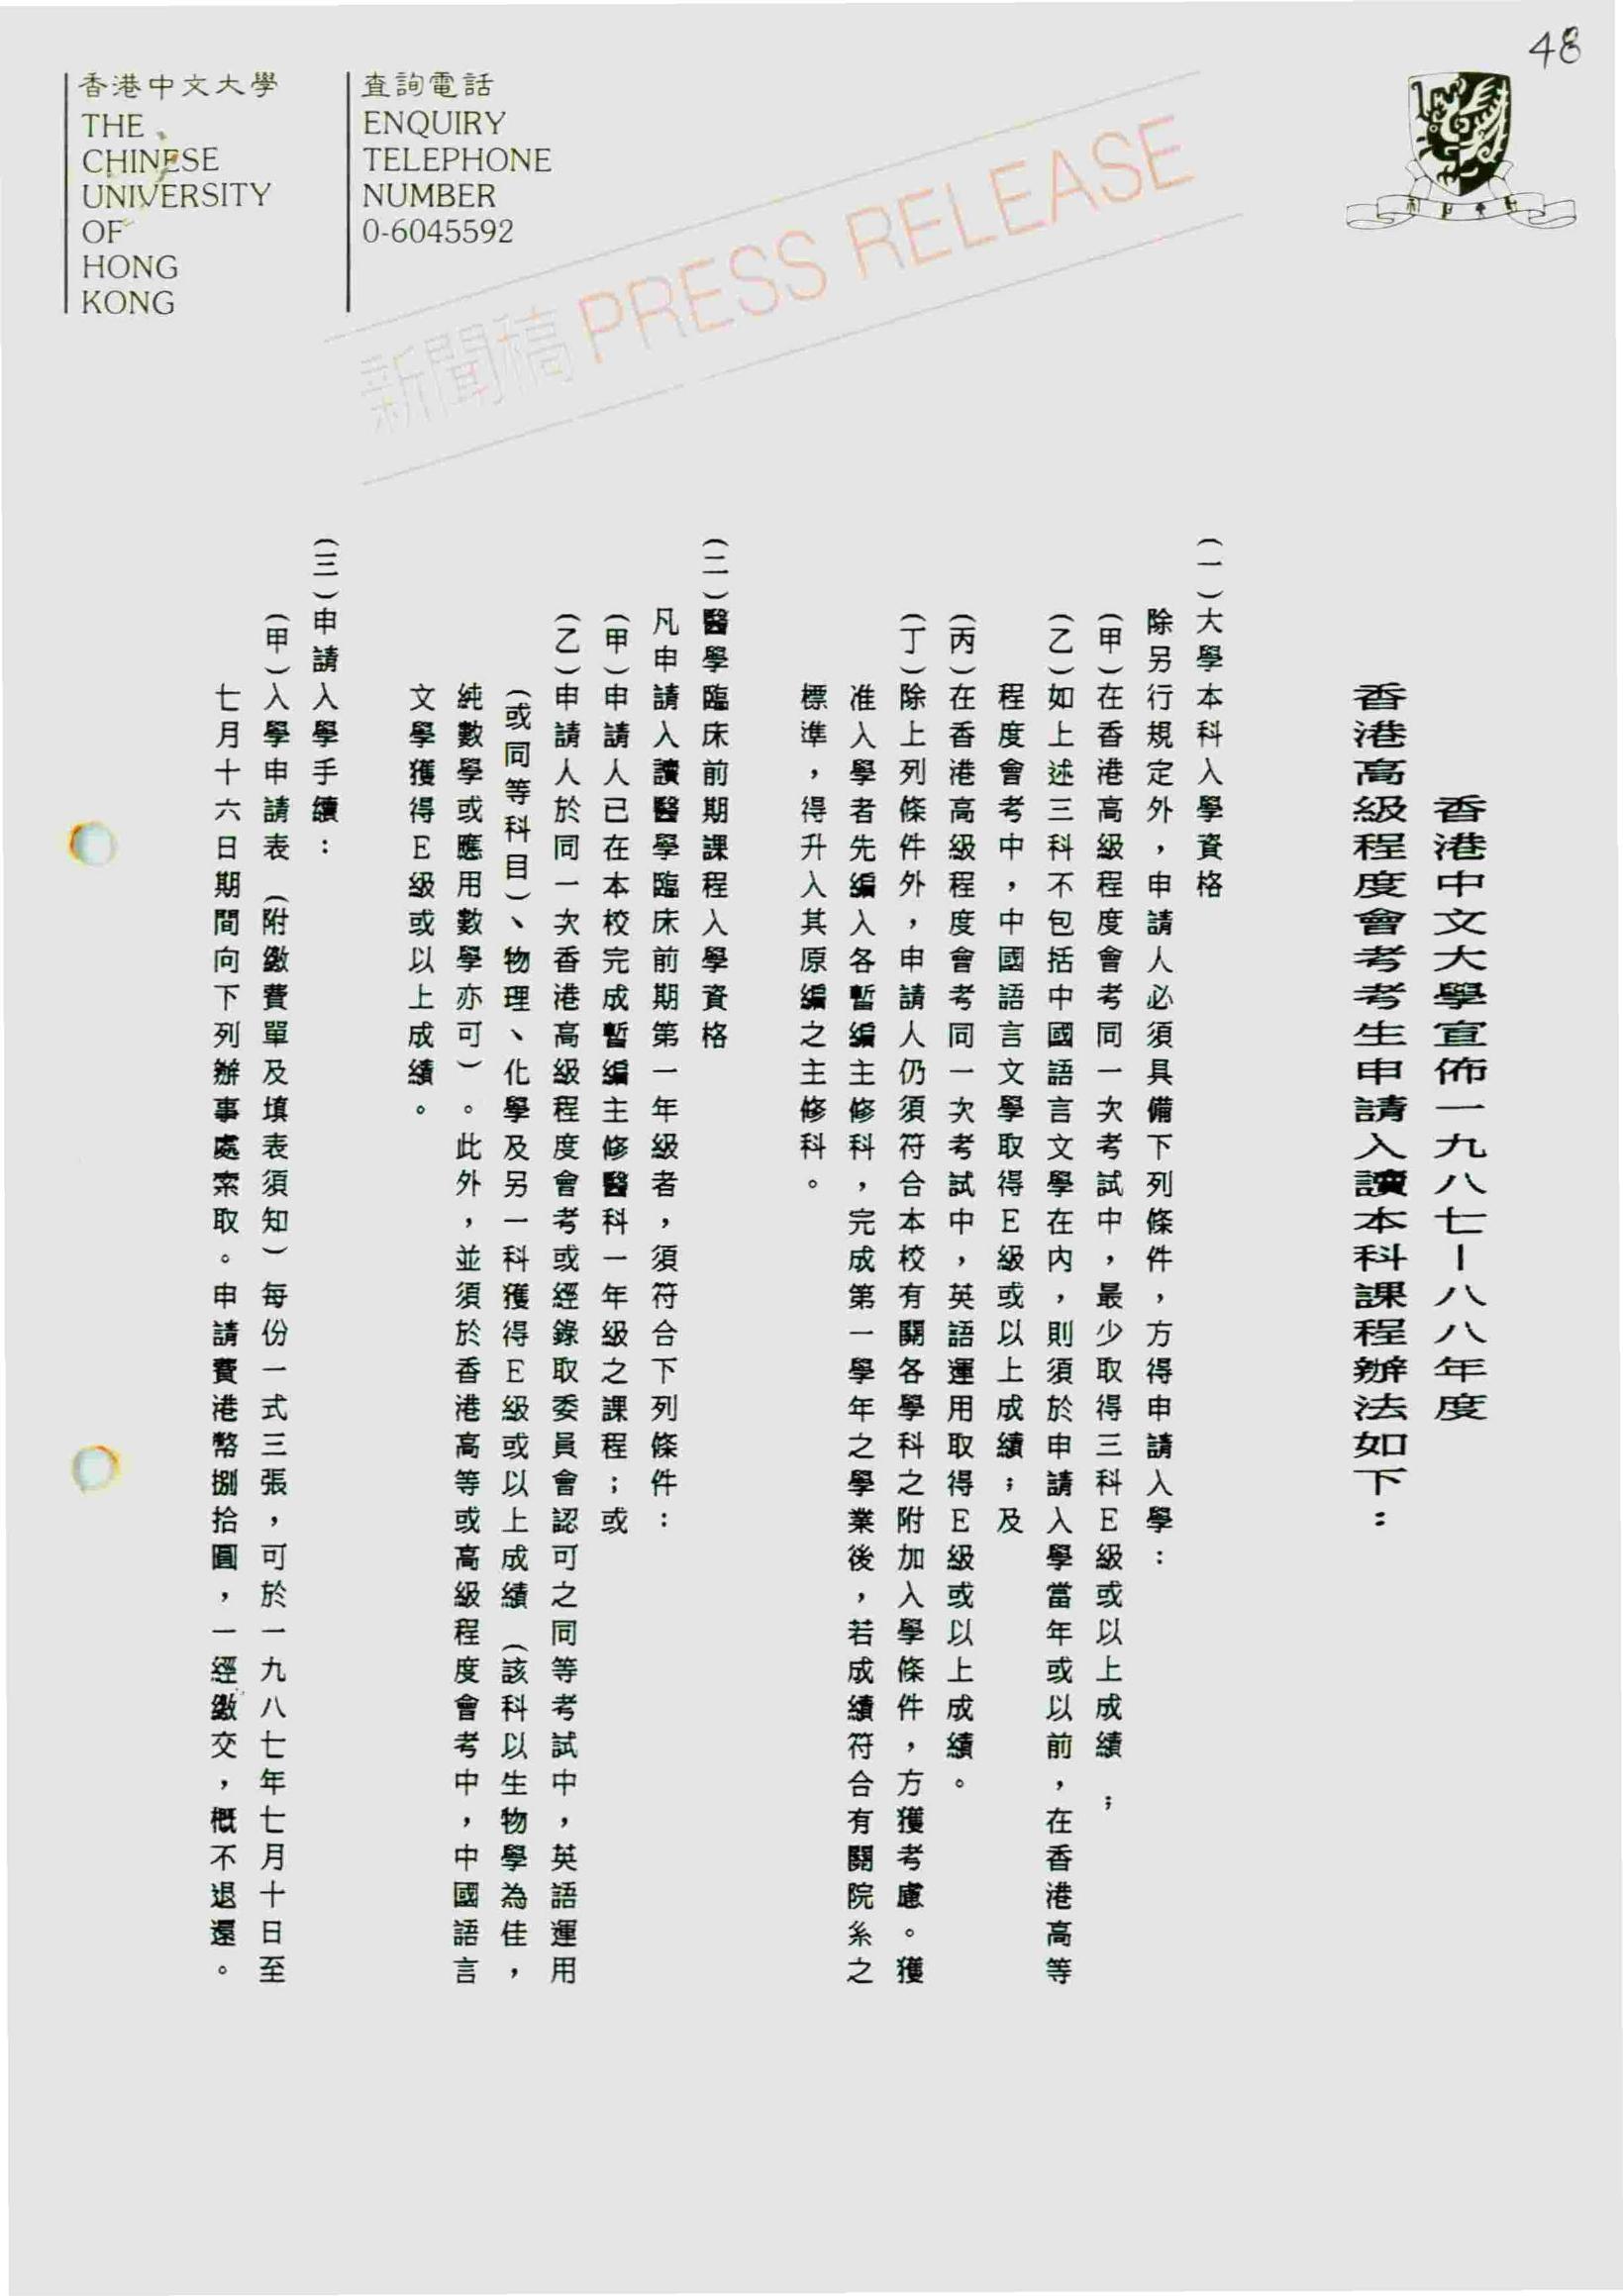 48
香港中文大學
THE
CHINESE
UNIVERSITY
OF
HONG
KONG
查詢電話
ENQUIRY
TELEPHONE
NUMBER
0-6045592
新聞稿 PRESS RELEASE
香港中文大學宣佈一九八七–八八年度
香港高級程度會考考生申請入讀本科課程辦法如下：
（一）大學本科入學資格
除另行規定外，申請人必須具備下列條件，方得申請入學：
（甲）在香港高級程度會考同一次考試中，最少取得三科E級或以上成績；
（乙）如上述三科不包括中國語言文學在內，則須於申請入學當年或以前，在香港高等
程度會考中，中國語言文學取得E級或以上成績；及
（丙）在香港高級程度會考同一次考試中，英語運用取得E級或以上成績。
（丁）除上列條件外，申請人仍須符合本校有關各學科之附加入學條件，方獲考慮。獲
准入學者先編入各暫編主修科，完成第一學年之學業後，若成績符合有關院系之
標準，得升入其原編之主修科。
（二）醫學臨床前期課程入學資格
凡申請入讀醫學臨床前期第一年級者，須符合下列條件：
（甲）申請人已在本校完成暫編主修醫科一年級之課程；或
（乙）申請人於同一次香港高級程度會考或經錄取委員會認可之同等考試中，英語運用
（或同等科目）、物理、化學及另一科獲得E級或以上成績（該科以生物學為佳，
純數學或應用數學亦可）。此外，並須於香港高等或高級程度會考中，中國語言
文學獲得E級或以上成績。
（三）申請入學手續：
（甲）入學申請表（附繳費單及填表須知）每份一式三張，可於一九八七年七月十日至
七月十六日期間向下列辦事處索取。申請費港幣捌拾圓，一經繳交，概不退還。